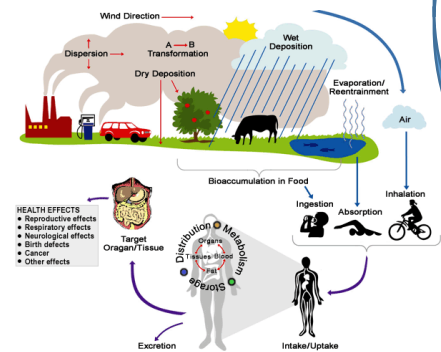 Wind Direction
Wet
Deposition
A → B
Transformation
Dispersion
Dry Deposition
Evaporation/
Reentrainment
Air
Bioaccumulation in Food
Ingestion
Absorption
Inhalation
HEALTH EFFECTS
● Reproductive effects
● Respiratory effects
● Neurological effects
● Birth defects
● Cancer
● Other effects
Target
Oragan/Tissue
Distribution
Metabolism
Storage
Organs
Tissues
Blood
Fat
Excretion
Intake/Uptake